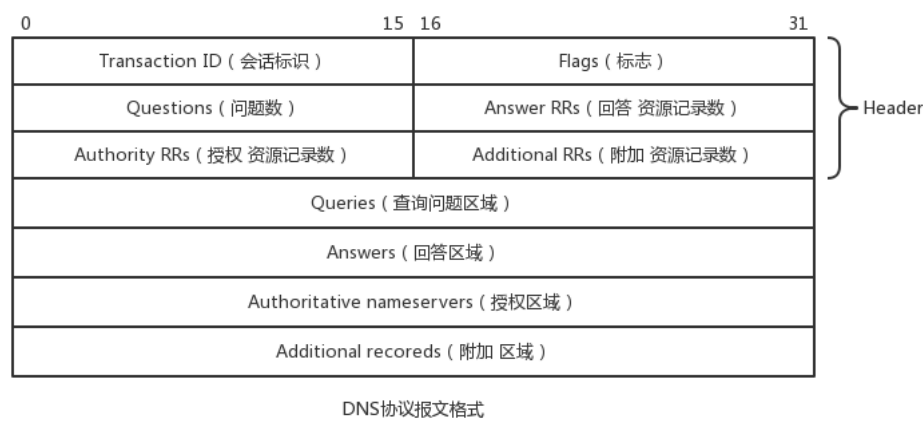 0 15 16 31
Transaction ID ( 会话标识 ) Flags ( 标志 )
Questions ( 问题数 ) Answer RRs ( 回答 资源记录数 )
Header
Authority RRs ( 授权 资源记录数 ) Additional RRs ( 附加 资源记录数 )
Queries ( 查询问题区域 )
Answers ( 回答区域 )
Authoritative nameservers ( 授权区域 )
Additional recoreds ( 附加 区域 )
DNS协议报文格式